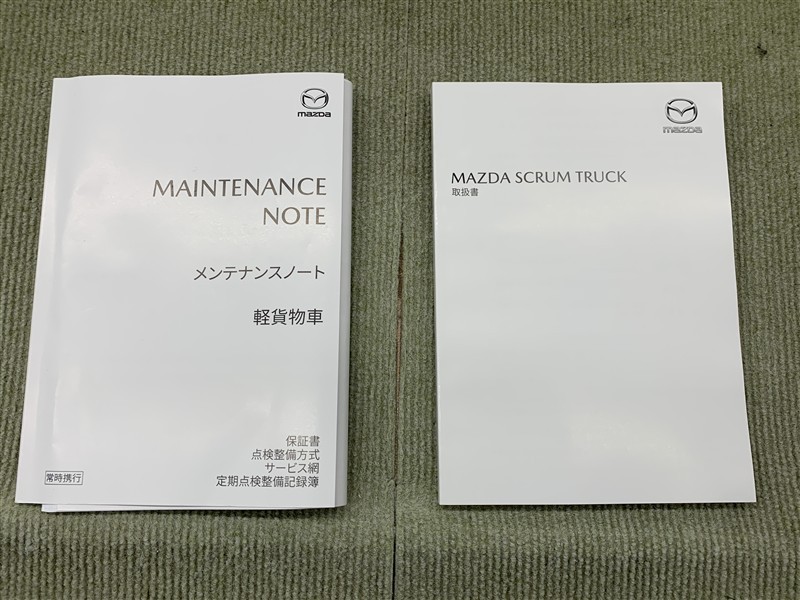 mazda
MAINTENANCE
NOTE
メンテナンスノート
軽貨物車
保証書
点検整備方式
サービス網
定期点検整備記録簿
常時携行
mazda
MAZDA SCRUM TRUCK
取扱書